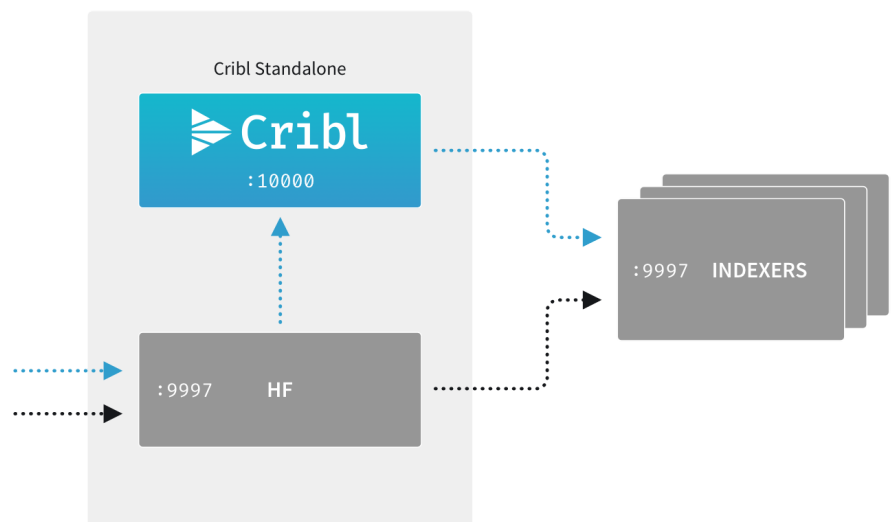 Cribl Standalone
Cribl
:10000
:9997 INDEXERS
:9997 HF